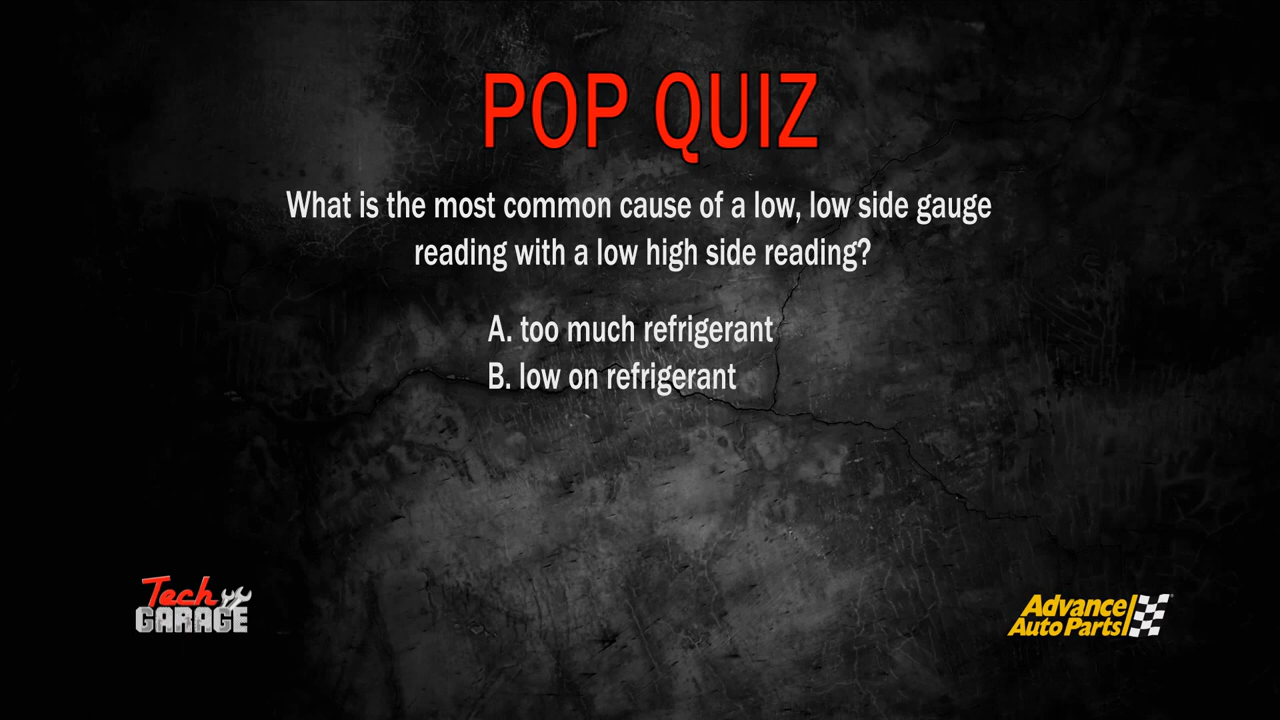 POP QUIZ
What is the most common cause of a low, low side gauge
reading with a low high side reading?
A. too much refrigerant
B. low on refrigerant
Tech
GARAGE
Advance
Auto Parts